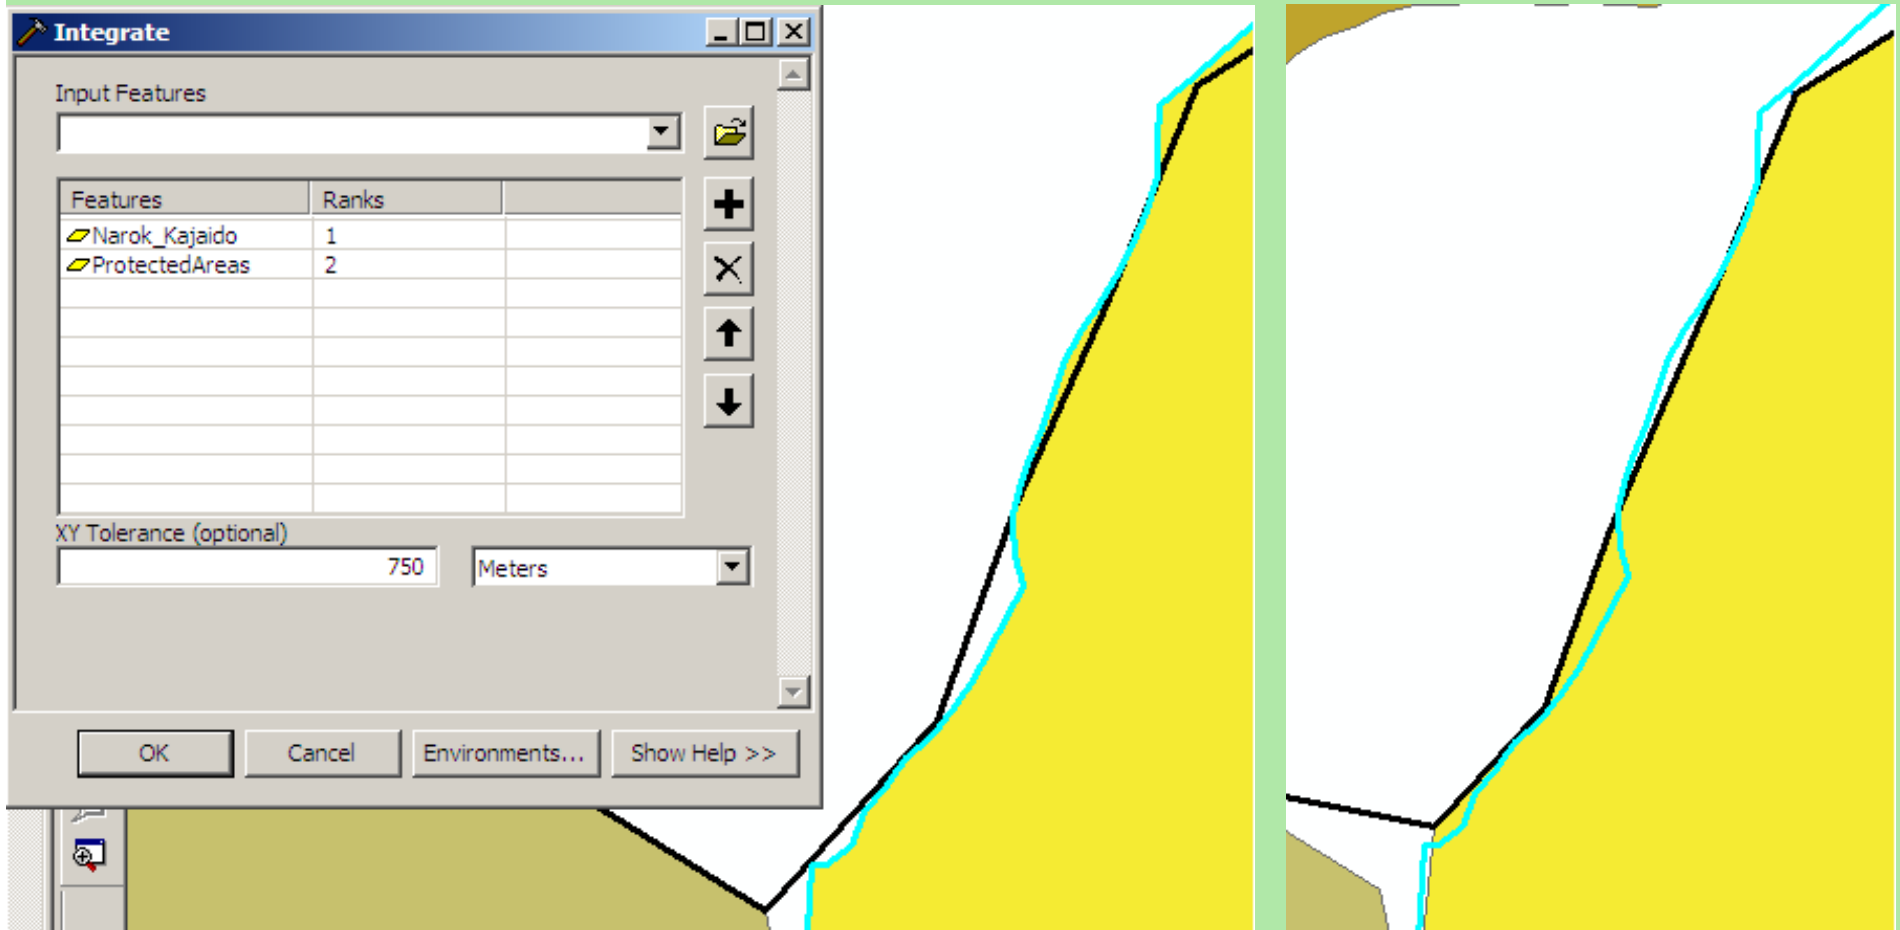 Integrate
Input Features
Features Ranks
Narok_Kajaido 1
ProtectedAreas 2
XY Tolerance (optional)
750 Meters
OK Cancel Environments... Show Help >>